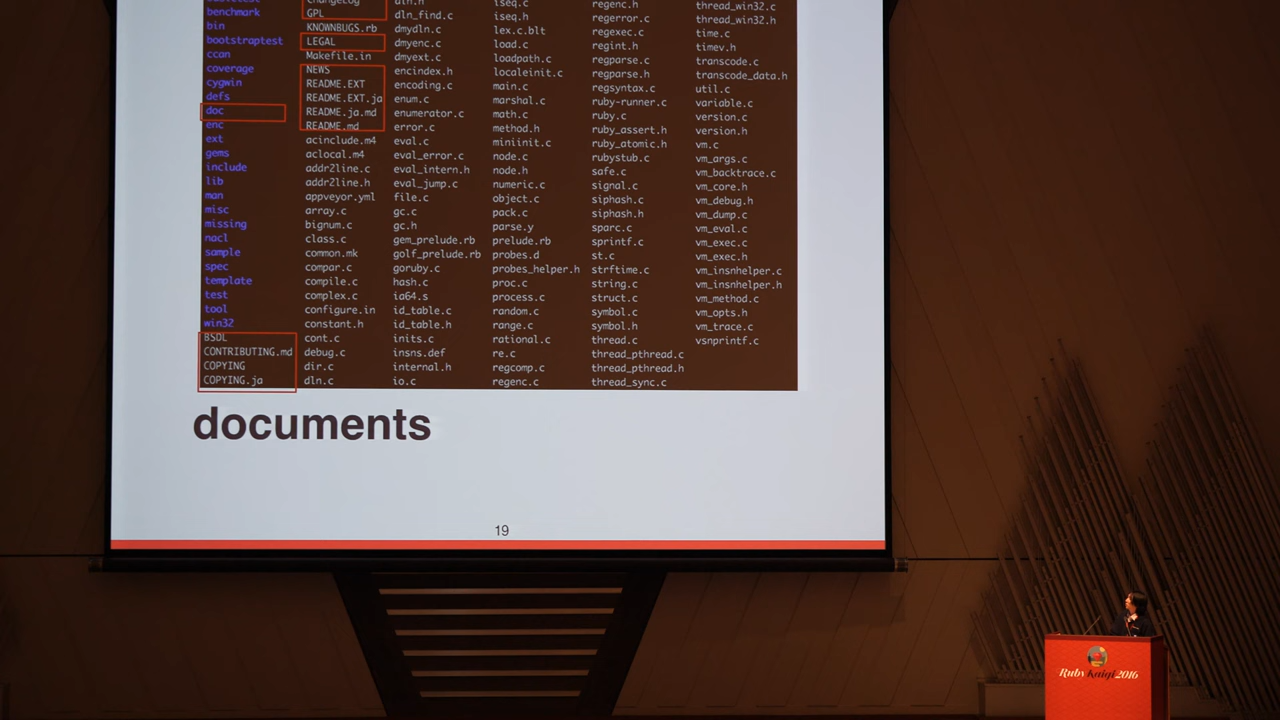 benchmark
bin
bootstraptest
ccan
coverage
cygwin
defs
doc
enc
ext
gems
include
lib
man
misc
missing
nacl
sample
spec
template
test
tool
win32
BSDL
CONTRIBUTING.md
COPYING
COPYING.ja
ChangeLog
GPL
KNOWNBUGS.rb
LEGAL
Makefile.in
NEWS
README.EXT
README.EXT.ja
README.ja.md
README.md
acinclude.m4
aclocal.m4
addr2line.c
addr2line.h
appveyor.yml
array.c
bignum.c
class.c
common.mk
compar.c
compile.c
complex.c
configure.in
constant.h
cont.c
debug.c
dir.c
dln.c
dln.h
dln_find.c
dmydln.c
dmyenc.c
dmyext.c
encindex.h
encoding.c
enum.c
enumerator.c
error.c
eval.c
eval_error.c
eval_intern.h
eval_jump.c
file.c
gc.c
gc.h
gem_prelude.rb
golf_prelude.rb
goruby.c
hash.c
ia64.s
id_table.c
id_table.h
inits.c
insns.def
internal.h
io.c
iseq.c
iseq.h
lex.c.blt
load.c
loadpath.c
localeinit.c
main.c
marshal.c
math.c
method.h
miniinit.c
node.c
node.h
numeric.c
object.c
pack.c
parse.y
prelude.rb
probes.d
probes_helper.h
proc.c
process.c
random.c
range.c
rational.c
re.c
regcomp.c
regenc.c
regenc.h
regerror.c
regexec.c
regint.h
regparse.c
regparse.h
regsyntax.c
ruby-runner.c
ruby.c
ruby_assert.h
ruby_atomic.h
rubystub.c
safe.c
signal.c
siphash.c
siphash.h
sparc.c
sprintf.c
st.c
strftime.c
string.c
struct.c
symbol.c
symbol.h
thread.c
thread_pthread.c
thread_pthread.h
thread_sync.c
thread_win32.c
thread_win32.h
time.c
timev.h
transcode.c
transcode_data.h
util.c
variable.c
version.c
version.h
vm.c
vm_args.c
vm_backtrace.c
vm_core.h
vm_debug.h
vm_dump.c
vm_eval.c
vm_exec.c
vm_exec.h
vm_insnhelper.c
vm_insnhelper.h
vm_method.c
vm_opts.h
vm_trace.c
vsnprintf.c
documents
19
RubyKaigi 2016